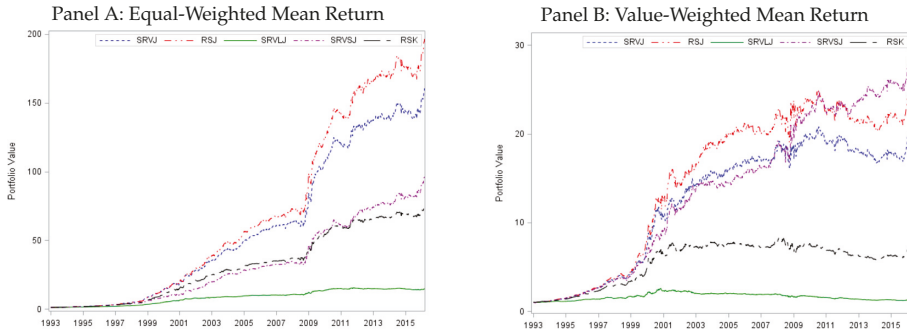 Panel A: Equal-Weighted Mean Return
SRVJ RSJ SRVLJ SRVSJ RSK
200
150
100
50
0
Portfolio Value
1993 1995 1997 1999 2001 2003 2005 2007 2009 2011 2013 2015
Panel B: Value-Weighted Mean Return
SRVJ RSJ SRVLJ SRVSJ RSK
30
20
10
0
Portfolio Value
1993 1995 1997 1999 2001 2003 2005 2007 2009 2011 2013 2015